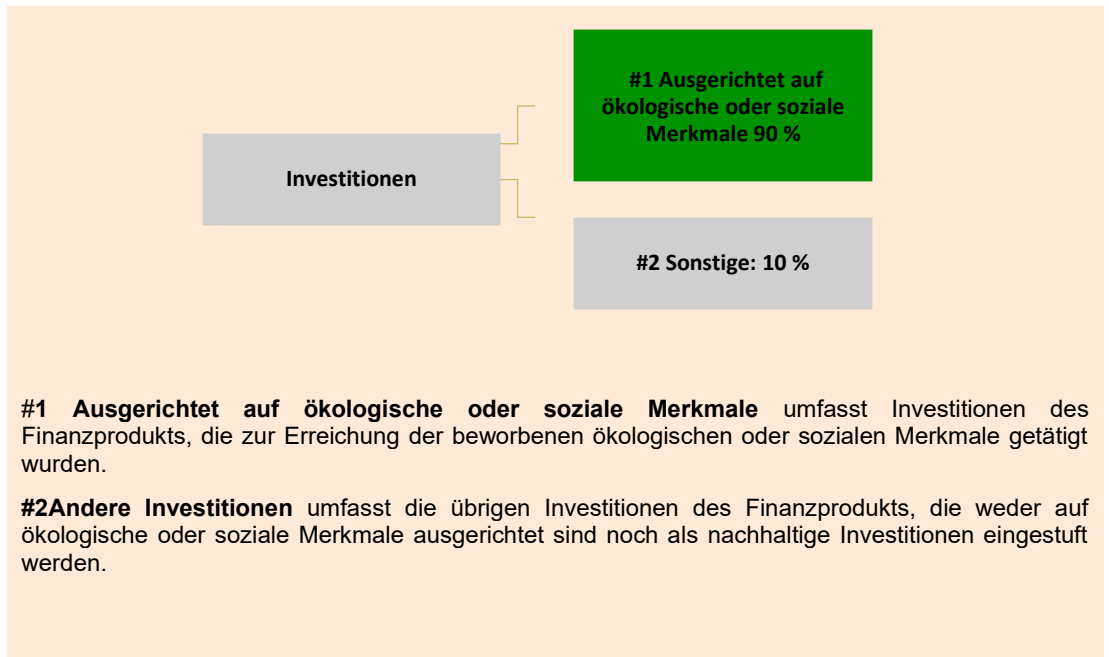 #1 Ausgerichtet auf
ökologische oder soziale
Merkmale 90 %
Investitionen
#2 Sonstige: 10 %
#1 Ausgerichtet auf ökologische oder soziale Merkmale umfasst Investitionen des
Finanzprodukts, die zur Erreichung der beworbenen ökologischen oder sozialen Merkmale getätigt
wurden.
#2Andere Investitionen umfasst die übrigen Investitionen des Finanzprodukts, die weder auf
ökologische oder soziale Merkmale ausgerichtet sind noch als nachhaltige Investitionen eingestuft
werden.